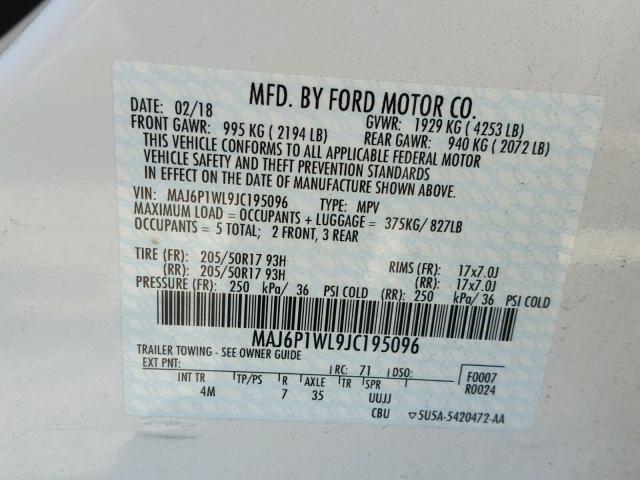 MFD. BY FORD MOTOR CO.
DATE: 02/18 GVWR: 1929 KG ( 4253 LB)
FRONT GAWR: 995 KG ( 2194 LB) REAR GAWR: 940 KG ( 2072 LB)
THIS VEHICLE CONFORMS TO ALL APPLICABLE FEDERAL MOTOR
VEHICLE SAFETY AND THEFT PREVENTION STANDARDS
IN EFFECT ON THE DATE OF MANUFACTURE SHOWN ABOVE.
VIN: MAJ6P1WL9JC195096 TYPE: MPV
MAXIMUM LOAD = OCCUPANTS + LUGGAGE = 375KG/ 827LB
OCCUPANTS = 5 TOTAL; 2 FRONT, 3 REAR
TIRE (FR): 205/50R17 93H RIMS (FR): 17x7.0J
(RR): 205/50R17 93H (RR): 17x7.0J
PRESSURE (FR): 250 kPa/ 36 PSI COLD (RR): 250 kPa/ 36 PSI COLD
MAJ6P1WL9JC195096
TRAILER TOWING - SEE OWNER GUIDE
EXT PNT: RC: 71 DSO: F0007
R0024
INT TR TP/PS R AXLE TR SPR
4M 7 35 UUJJ
CBU ▽5U5A-5420472-AA